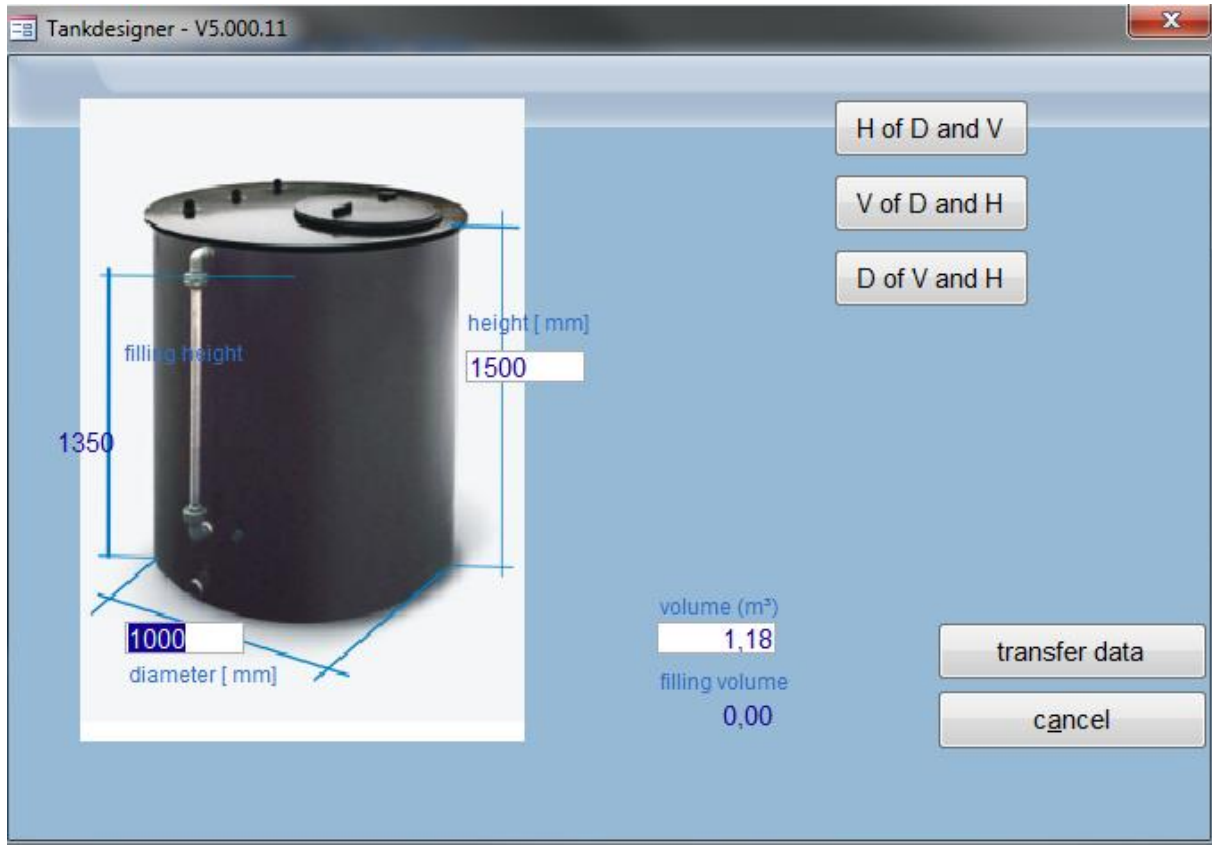 Tankdesigner - V5.000.11
H of D and V
V of D and H
D of V and H
height [ mm]
1500
filling height
1350
1000
diameter [ mm]
volume (m³)
1,18
filling volume
0,00
transfer data
cancel